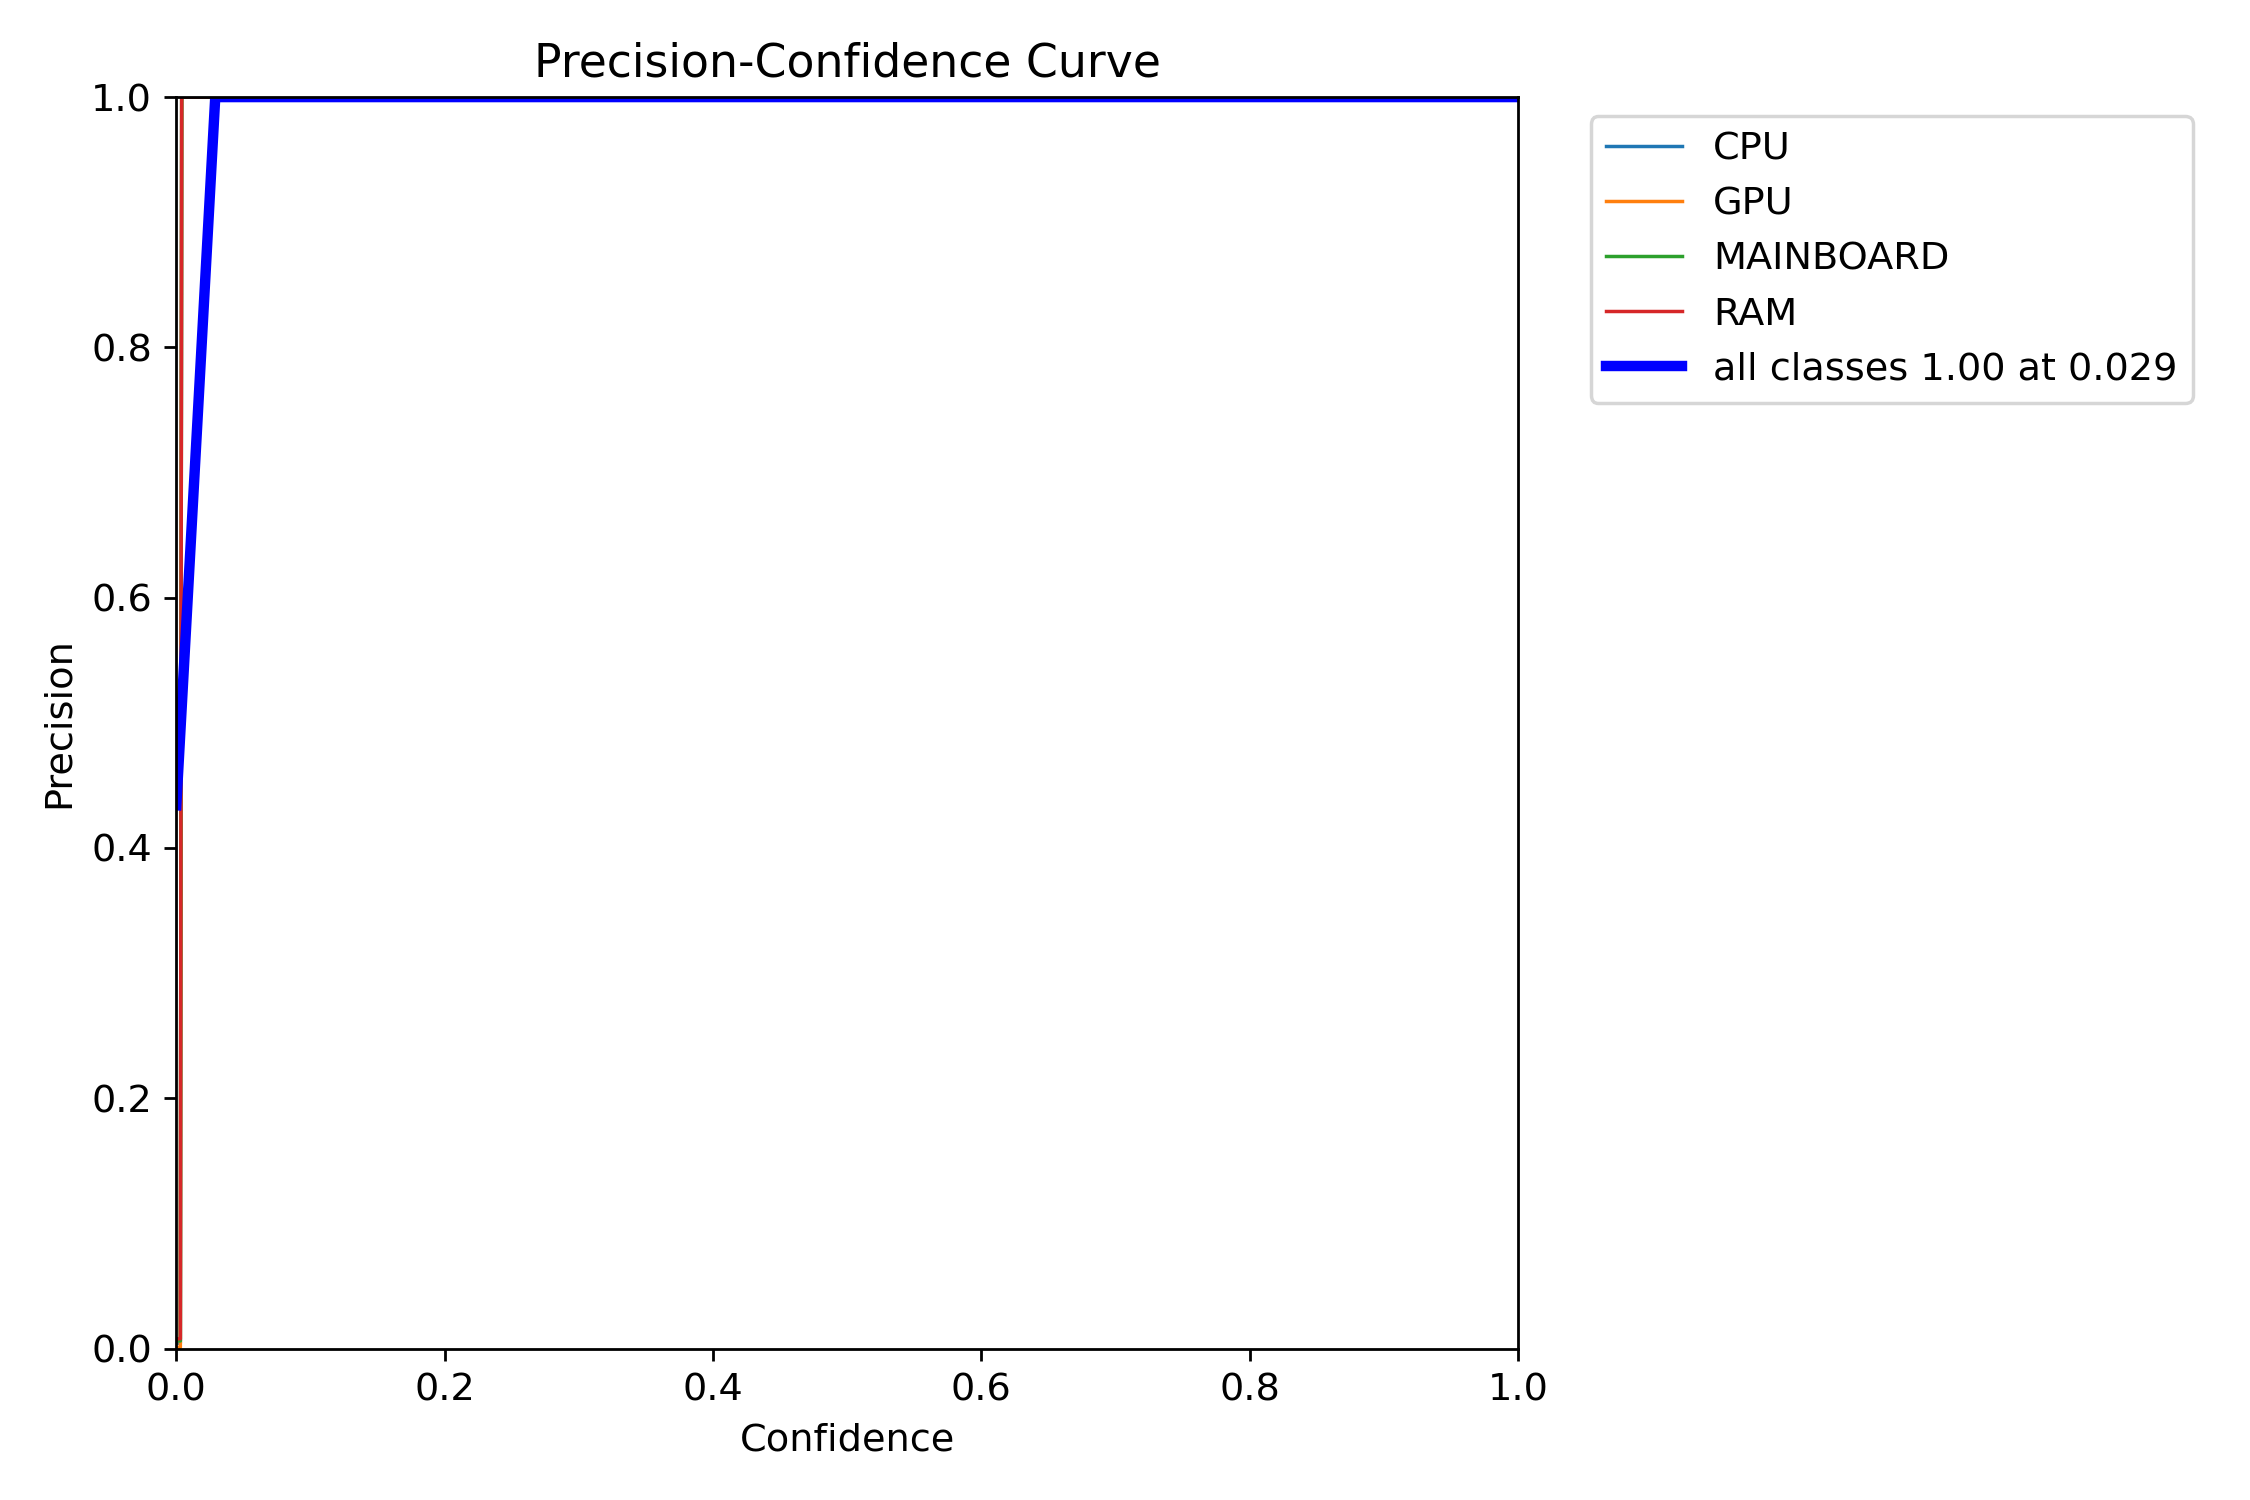 Precision-Confidence Curve
1.0
0.8
0.6
0.4
0.2
0.0
Precision
0.0 0.2 0.4 0.6 0.8 1.0
Confidence
CPU
GPU
MAINBOARD
RAM
all classes 1.00 at 0.029